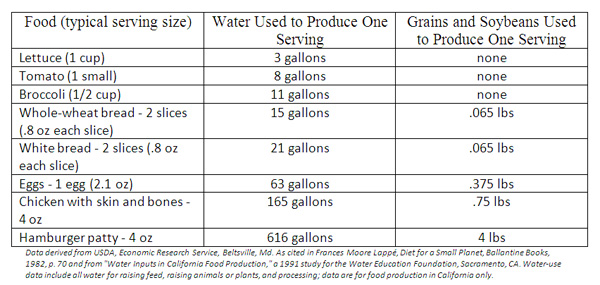 Food (typical serving size) Water Used to Produce One Serving Grains and Soybeans Used to Produce One Serving
Lettuce (1 cup) 3 gallons none
Tomato (1 small) 8 gallons none
Broccoli (1/2 cup) 11 gallons none
Whole-wheat bread - 2 slices (.8 oz each slice) 15 gallons .065 lbs
White bread - 2 slices (.8 oz each slice) 21 gallons .065 lbs
Eggs - 1 egg (2.1 oz) 63 gallons .375 lbs
Chicken with skin and bones - 4 oz 165 gallons .75 lbs
Hamburger patty - 4 oz 616 gallons 4 lbs
Data derived from USDA, Economic Research Service, Beltsville, Md. As cited in Frances Moore Lappé, Diet for a Small Planet, Ballantine Books,
1982, p. 70 and from "Water Inputs in California Food Production," a 1991 study for the Water Education Foundation, Sacramento, CA. Water-use
data include all water for raising feed, raising animals or plants, and processing; data are for food production in California only.